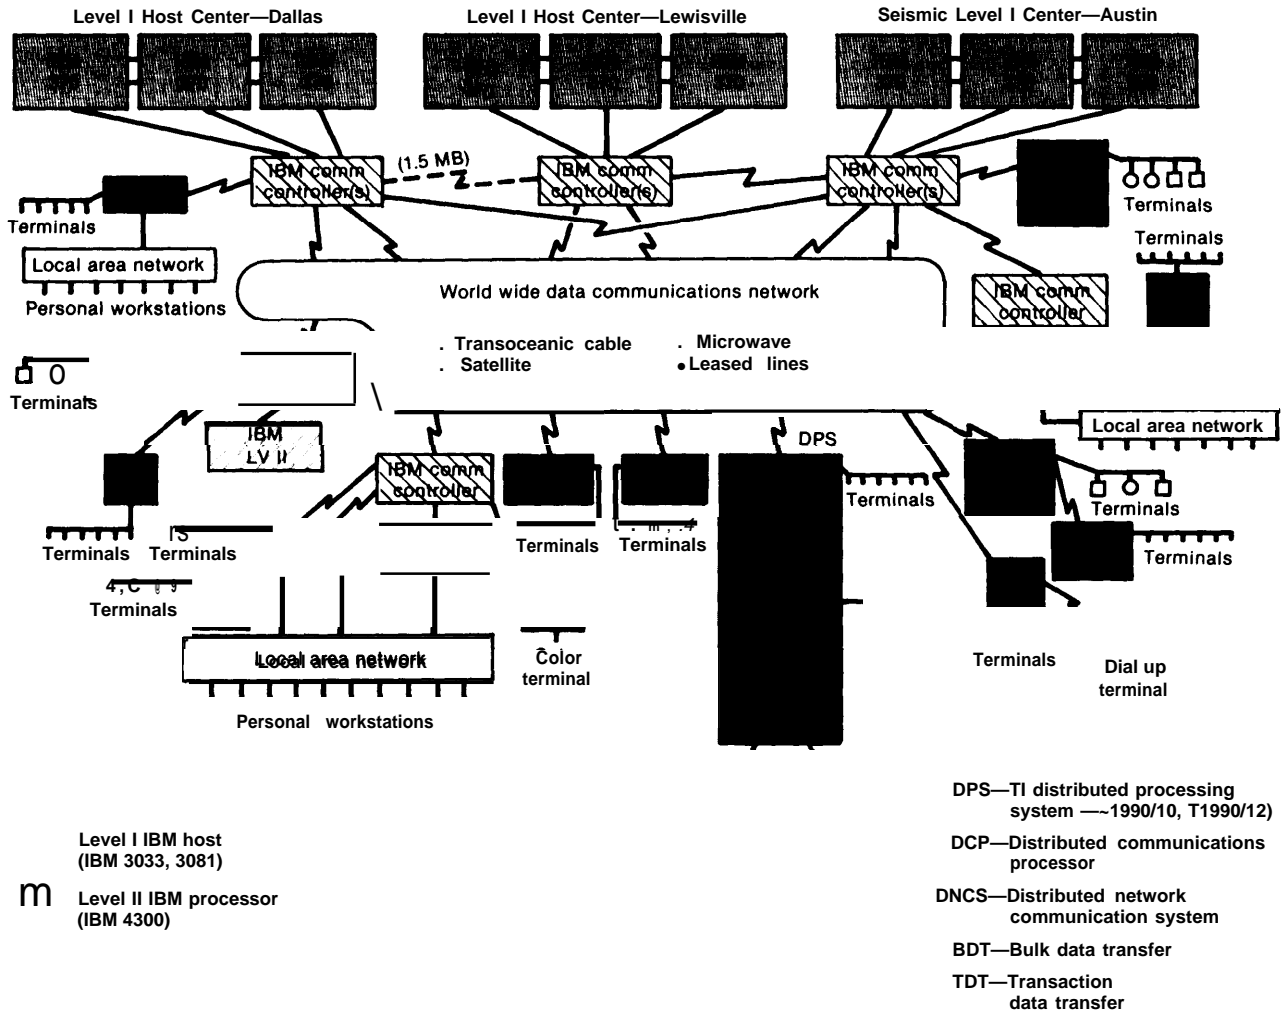 Level I Host Center—Dallas
Level I Host Center—Lewisville
Seismic Level I Center—Austin
(1.5 MB)
IBM comm
controller(s)
IBM comm
controller(s)
IBM comm
controller(s)
Terminals
Terminals
Terminals
Local area network
Personal workstations
World wide data communications network
IBM comm
controller
. Transoceanic cable
. Microwave
. Satellite
• Leased lines
Terminals
IBM
LV II
DPS
Local area network
IBM comm
controller
Terminals
Terminals
Terminals
Terminals
Terminals
Terminals
Terminals
Terminals
Local area network
Color
terminal
Terminals
Dial up
terminal
Personal workstations
DPS—TI distributed processing
system —~1990/10, T1990/12)
Level I IBM host
(IBM 3033, 3081)
DCP—Distributed communications
processor
m
Level II IBM processor
(IBM 4300)
DNCS—Distributed network
communication system
BDT—Bulk data transfer
TDT—Transaction
data transfer